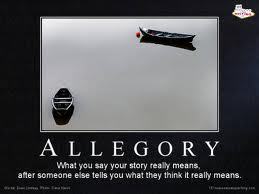 ALLEGORY
What you say your story really means,
after someone else tells you what they think it really means.